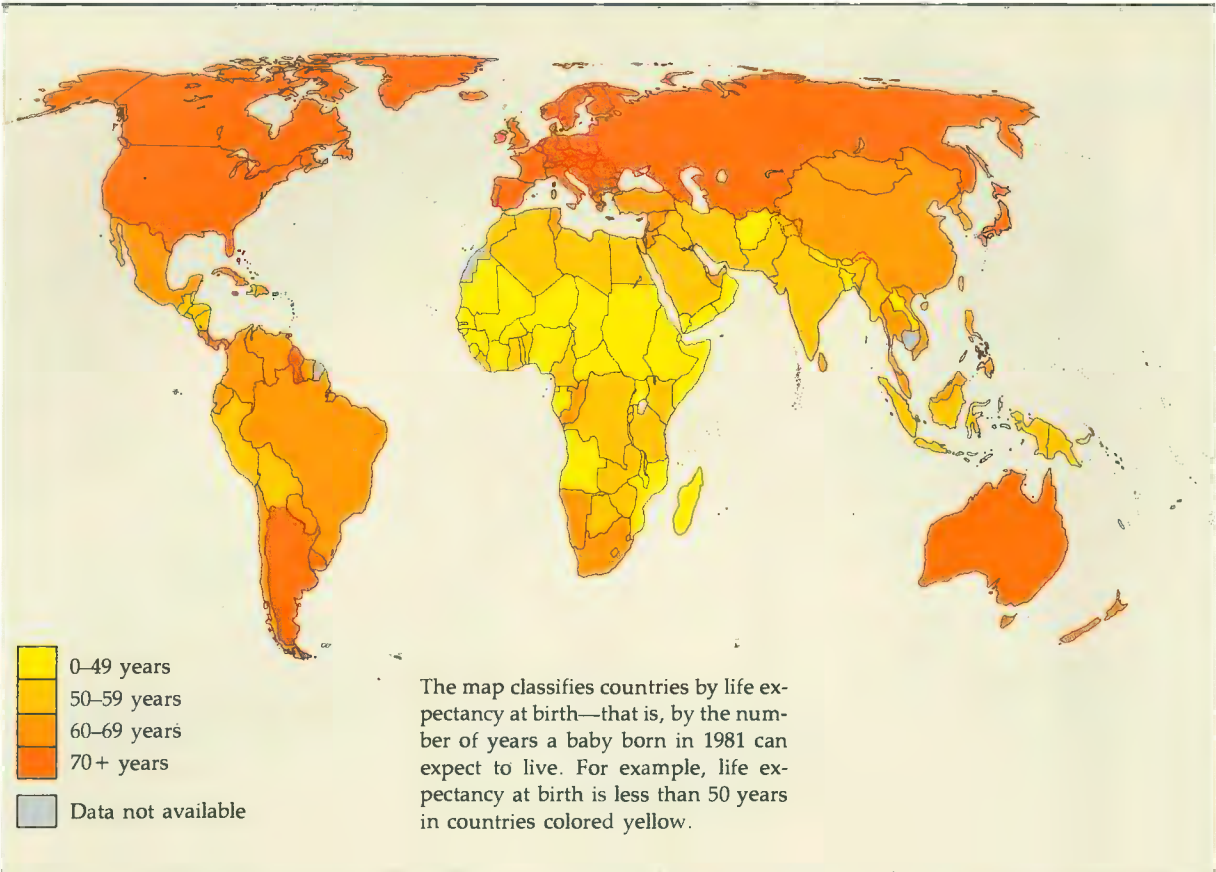 0–49 years
50–59 years
60–69 years
70+ years
Data not available
The map classifies countries by life ex-
pectancy at birth—that is, by the num-
ber of years a baby born in 1981 can
expect to live. For example, life ex-
pectancy at birth is less than 50 years
in countries colored yellow.